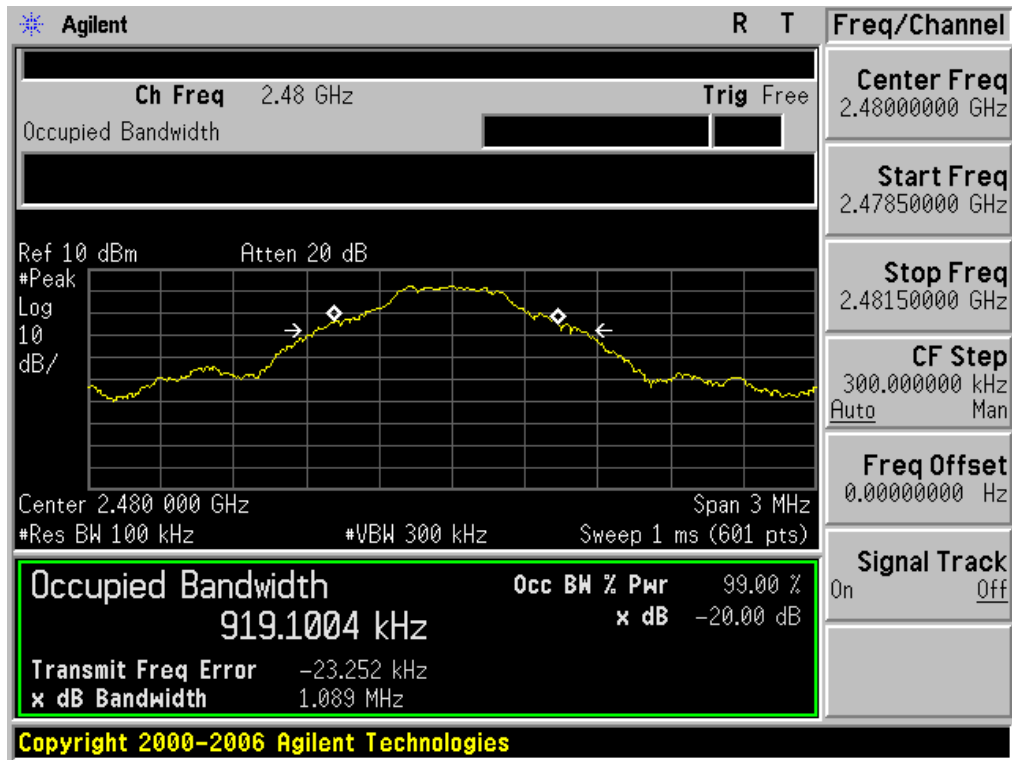 Agilent R T Freq/Channel
Ch Freq 2.48 GHz Trig Free
Occupied Bandwidth
Center Freq
2.48000000 GHz
Start Freq
2.47850000 GHz
Stop Freq
2.48150000 GHz
CF Step
300.000000 kHz
Auto Man
Freq Offset
0.00000000 Hz
Signal Track
On Off
Ref 10 dBm Atten 20 dB
#Peak
Log
10
dB/
Center 2.480 000 GHz Span 3 MHz
#Res BW 100 kHz #VBW 300 kHz Sweep 1 ms (601 pts)
Occupied Bandwidth Occ BW % Pwr 99.00 %
919.1004 kHz x dB -20.00 dB
Transmit Freq Error -23.252 kHz
x dB Bandwidth 1.089 MHz
Copyright 2000-2006 Agilent Technologies